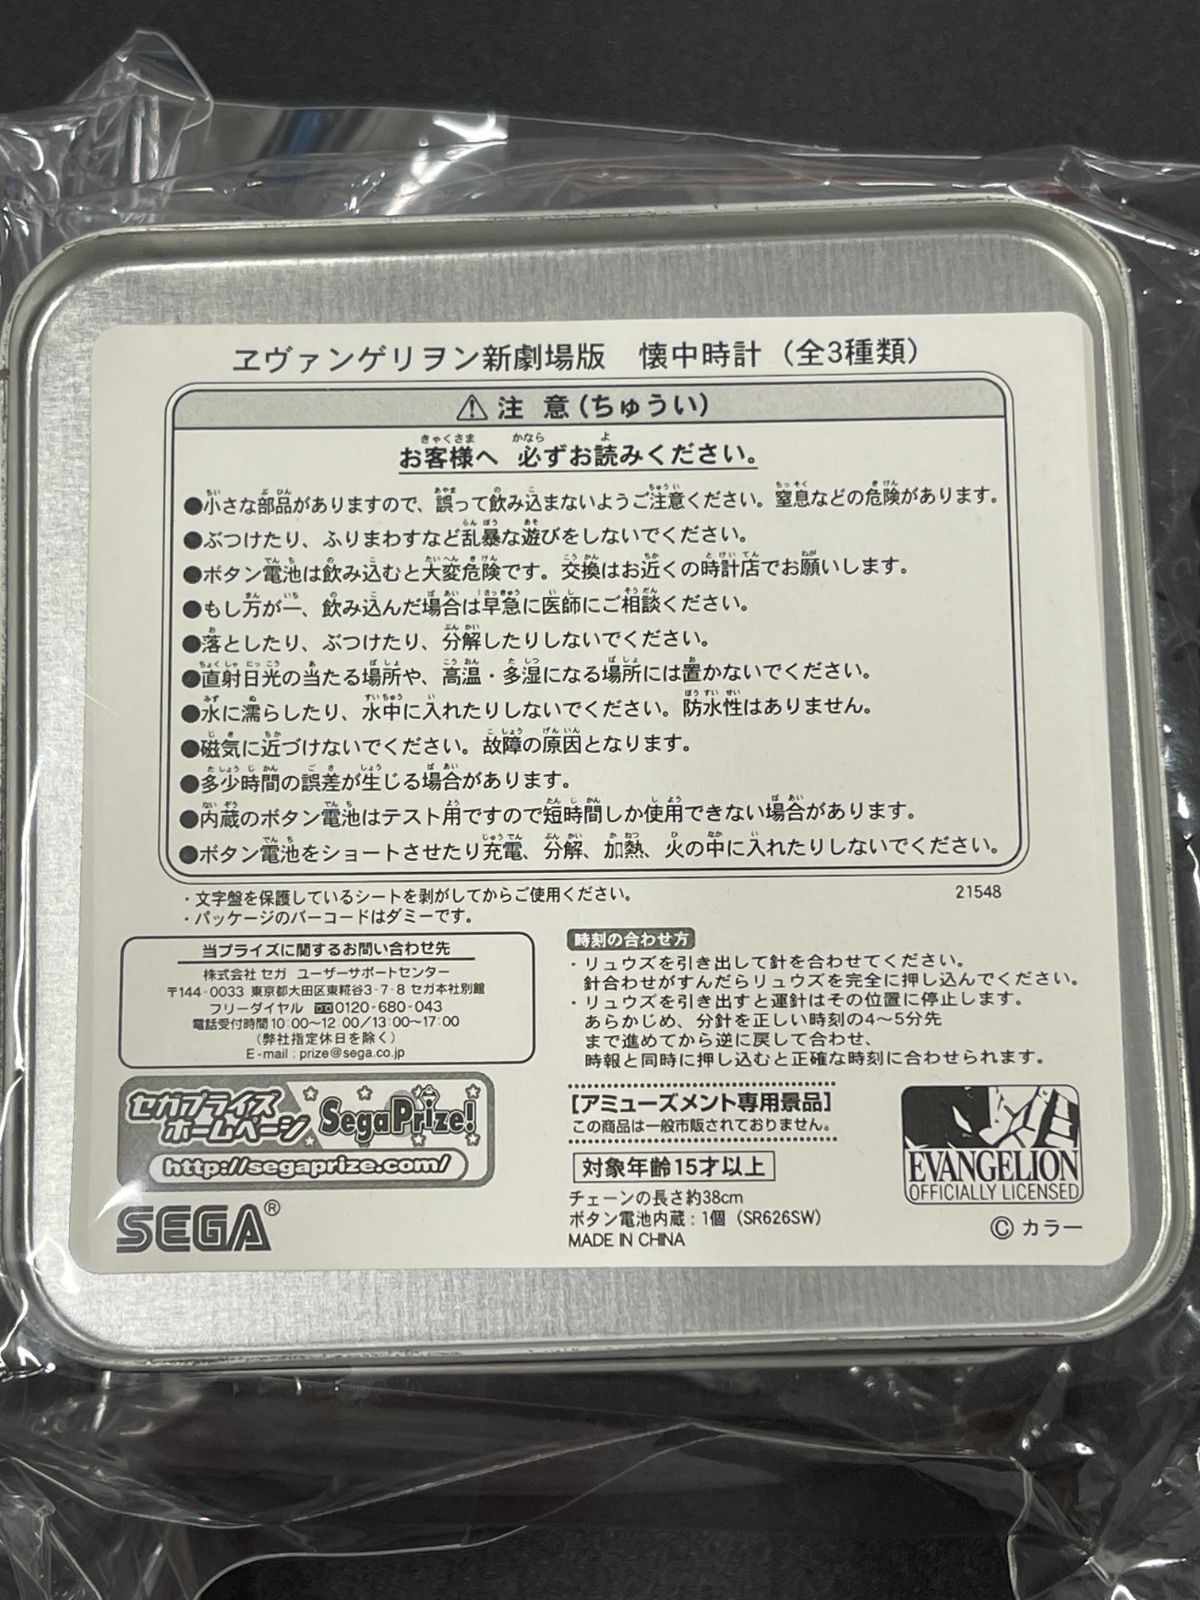 ヱヴァンゲリヲン新劇場版　懐中時計（全3種類）
⚠注 意（ちゅうい）
お客様へ 必ずお読みください。
●小さな部品がありますので、誤って飲み込まないようご注意ください。窒息などの危険があります。
●ぶつけたり、ふりまわすなど乱暴な遊びをしないでください。
●ボタン電池は飲み込むと大変危険です。交換はお近くの時計店でお願いします。
●もし万が一、飲み込んだ場合は早急に医師にご相談ください。
●落としたり、ぶつけたり、分解したりしないでください。
●直射日光の当たる場所や、高温・多湿になる場所には置かないでください。
●水に濡らしたり、水中に入れたりしないでください。防水性はありません。
●磁気に近づけないでください。故障の原因となります。
●多少時間の誤差が生じる場合があります。
●内蔵のボタン電池はテスト用ですので短時間しか使用できない場合があります。
●ボタン電池をショートさせたり充電、分解、加熱、火の中に入れたりしないでください。
・文字盤を保護しているシートを剥がしてからご使用ください。
・パッケージのバーコードはダミーです。
21548
当プライズに関するお問い合わせ先
株式会社 セガ ユーザーサポートセンター
〒144-0033 東京都大田区東糀谷3-7-8 セガ本社別館
フリーダイヤル 0120-680-043
電話受付時間 10:00〜12:00/13:00〜17:00
（弊社指定休日を除く）
E-mail : prize@sega.co.jp
セガプライズ
ホームページ
SegaPrize!
http://segaprize.com/
SEGA®
時刻の合わせ方
・リュウズを引き出して針を合わせてください。
針合わせがすんだらリュウズを完全に押し込んでください。
・リュウズを引き出すと運針はその位置に停止します。
あらかじめ、分針を正しい時刻の4〜5分先
まで進めてから逆に戻して合わせ、
時報と同時に押し込むと正確な時刻に合わせられます。
[アミューズメント専用景品]
この商品は一般市販されておりません。
対象年齢15才以上
チェーンの長さ約38cm
ボタン電池内蔵：1個（SR626SW）
MADE IN CHINA
EVANGELION
OFFICIALLY LICENSED
© カラー